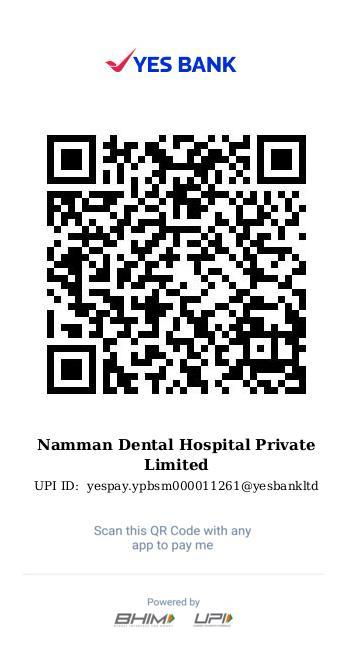 YES BANK
Namman Dental Hospital Private
Limited
UPI ID: yespay.ypbsm000011261@yesbankltd
Scan this QR Code with any
app to pay me
Powered by
BHIM UPI